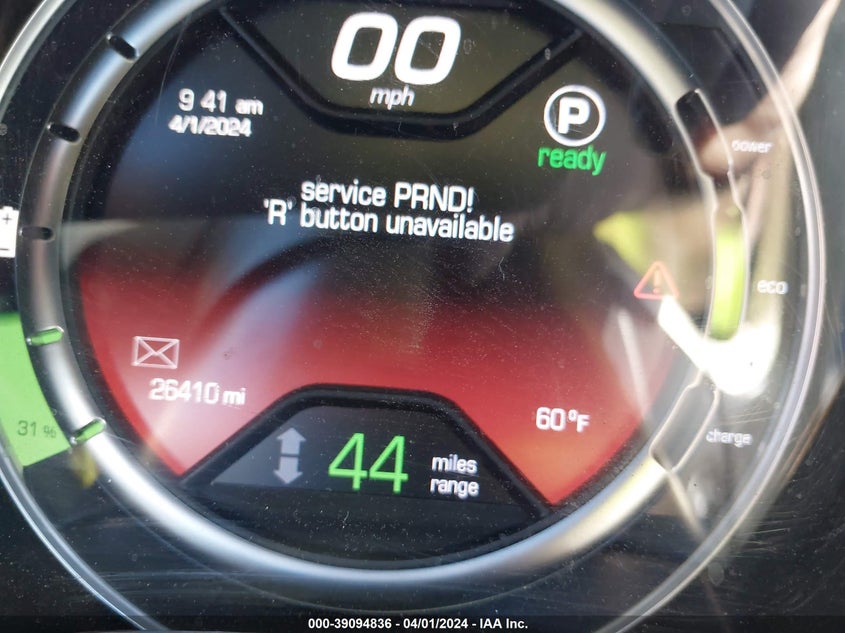 00
mph
9 41 am
4/1/2024
P
ready
power
service PRND!
'R' button unavailable
eco
26410 mi
60°F
31 %
44 miles
range
charge
000-39094836 - 04/01/2024 - IAA Inc.